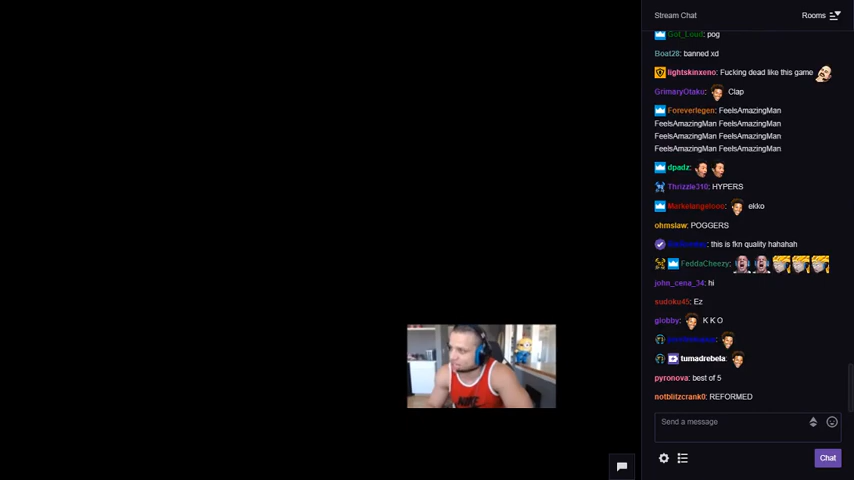 Stream Chat
Rooms
Got_Loud: pog
Boat28: banned xd
lightskinxeno: Fucking dead like this game
GrimaryOtaku: Clap
Foreverlegen: FeelsAmazingMan
FeelsAmazingMan FeelsAmazingMan
FeelsAmazingMan FeelsAmazingMan
FeelsAmazingMan FeelsAmazingMan
dpadz:
Thrizzle310: HYPERS
Markelangelooo: ekko
ohmslaw: POGGERS
: this is fkn quality hahahah
FeddaCheezy:
john_cena_34: hi
sudoku45: Ez
giobby: K K O
tumadrebela:
pyronova: best of 5
notblitzcrank0: REFORMED
Send a message
Chat